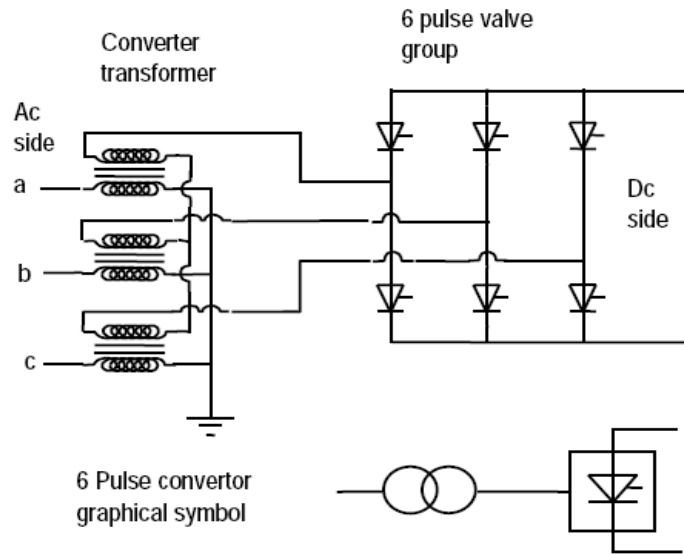 Converter
transformer
6 pulse valve
group
Ac
side
a
b
c
Dc
side
6 Pulse convertor
graphical symbol